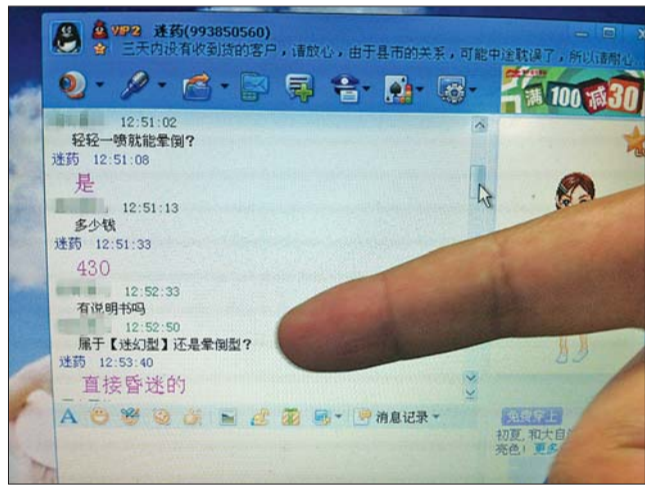 VIP2 迷药(993850560)
三天内没有收到货的客户，请放心，由于县市的关系，可能中途耽误了，所以请耐心
满100减30
12:51:02
轻轻一喷就能晕倒？
迷药 12:51:08
是
12:51:13
多少钱
迷药 12:51:33
430
12:52:33
有说明书吗
12:52:50
属于【迷幻型】还是晕倒型？
迷药 12:53:40
直接昏迷的
A 消息记录
免费穿上
初夏，和大自
亮色！更多